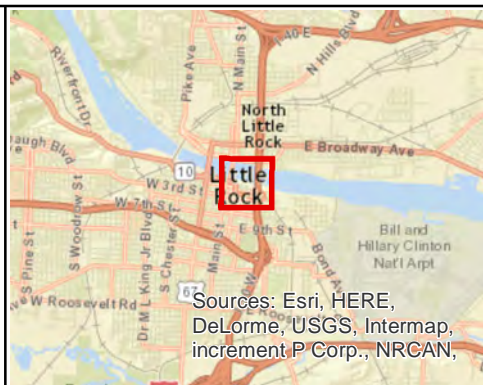 I-40 E
Riverfront Dr
Pike Ave
N Main St
N Hills Blvd
North
Little
Rock
E Broadway Ave
augh Blvd
10
Little
Rock
W 3rd St
W 7th St
S Woodrow St
S Pine St
S Chester St
Dr M L King Jr Blvd
Main St
E 9th St
Bond Ave
Bill and
Hillary Clinton
Nat'l Arpt
W Roosevelt Rd
67
E Roosevelt
Sources: Esri, HERE,
DeLorme, USGS, Intermap,
increment P Corp., NRCAN,